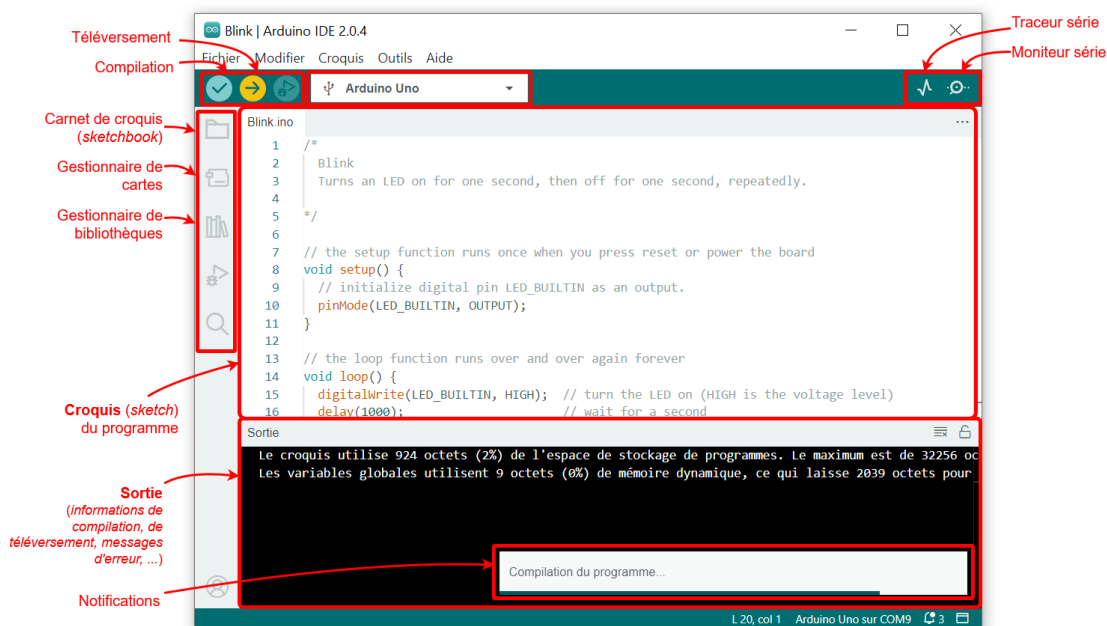 Traceur série
Moniteur série
Téléversement
Compilation
Carnet de croquis
(sketchbook)
Gestionnaire de
cartes
Gestionnaire de
bibliothèques
Croquis (sketch)
du programme
Sortie
(informations de
compilation, de
téléversement, messages
d'erreur, ...)
Notifications
Blink | Arduino IDE 2.0.4
Fichier Modifier Croquis Outils Aide
Arduino Uno
Blink.ino
1 /*
2 Blink
3 Turns an LED on for one second, then off for one second, repeatedly.
4
5 */
6
7 // the setup function runs once when you press reset or power the board
8 void setup() {
9 // initialize digital pin LED_BUILTIN as an output.
10 pinMode(LED_BUILTIN, OUTPUT);
11 }
12
13 // the loop function runs over and over again forever
14 void loop() {
15 digitalWrite(LED_BUILTIN, HIGH); // turn the LED on (HIGH is the voltage level)
16 delay(1000); // wait for a second
Sortie
Le croquis utilise 924 octets (2%) de l'espace de stockage de programmes. Le maximum est de 32256 oc
Les variables globales utilisent 9 octets (0%) de mémoire dynamique, ce qui laisse 2039 octets pour
Compilation du programme...
L 20, col 1 Arduino Uno sur COM9 3